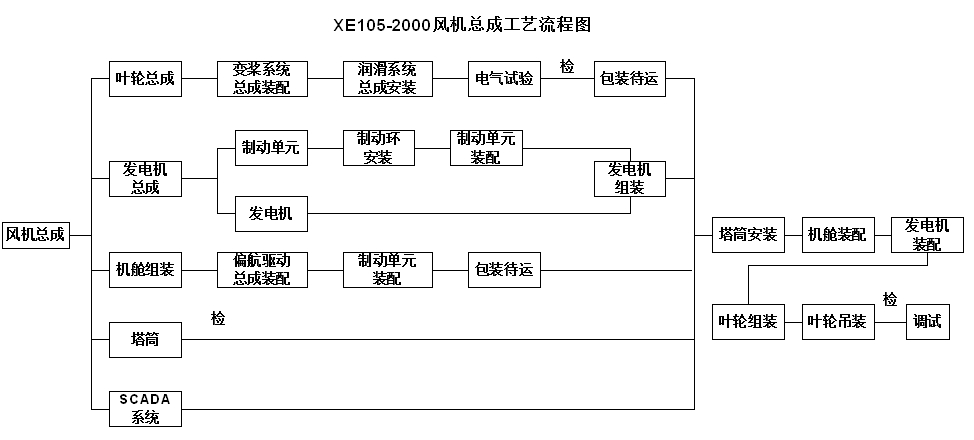 XE105-2000风机总成工艺流程图
叶轮总成
变桨系统
总成装配
润滑系统
总成安装
电气试验
检
包装待运
发电机
总成
制动单元
制动环
安装
制动单元
装配
发电机
发电机
组装
风机总成
机舱组装
偏航驱动
总成装配
制动单元
装配
包装待运
塔筒
检
SCADA
系统
塔筒安装
机舱装配
发电机
装配
叶轮组装
叶轮吊装
检
调试